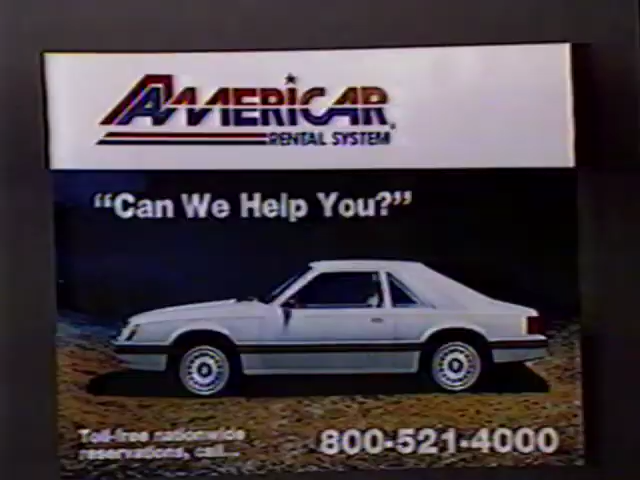 AMERICAR
RENTAL SYSTEM
"Can We Help You?"
Toll-free nationwide
reservations, call...
800-521-4000